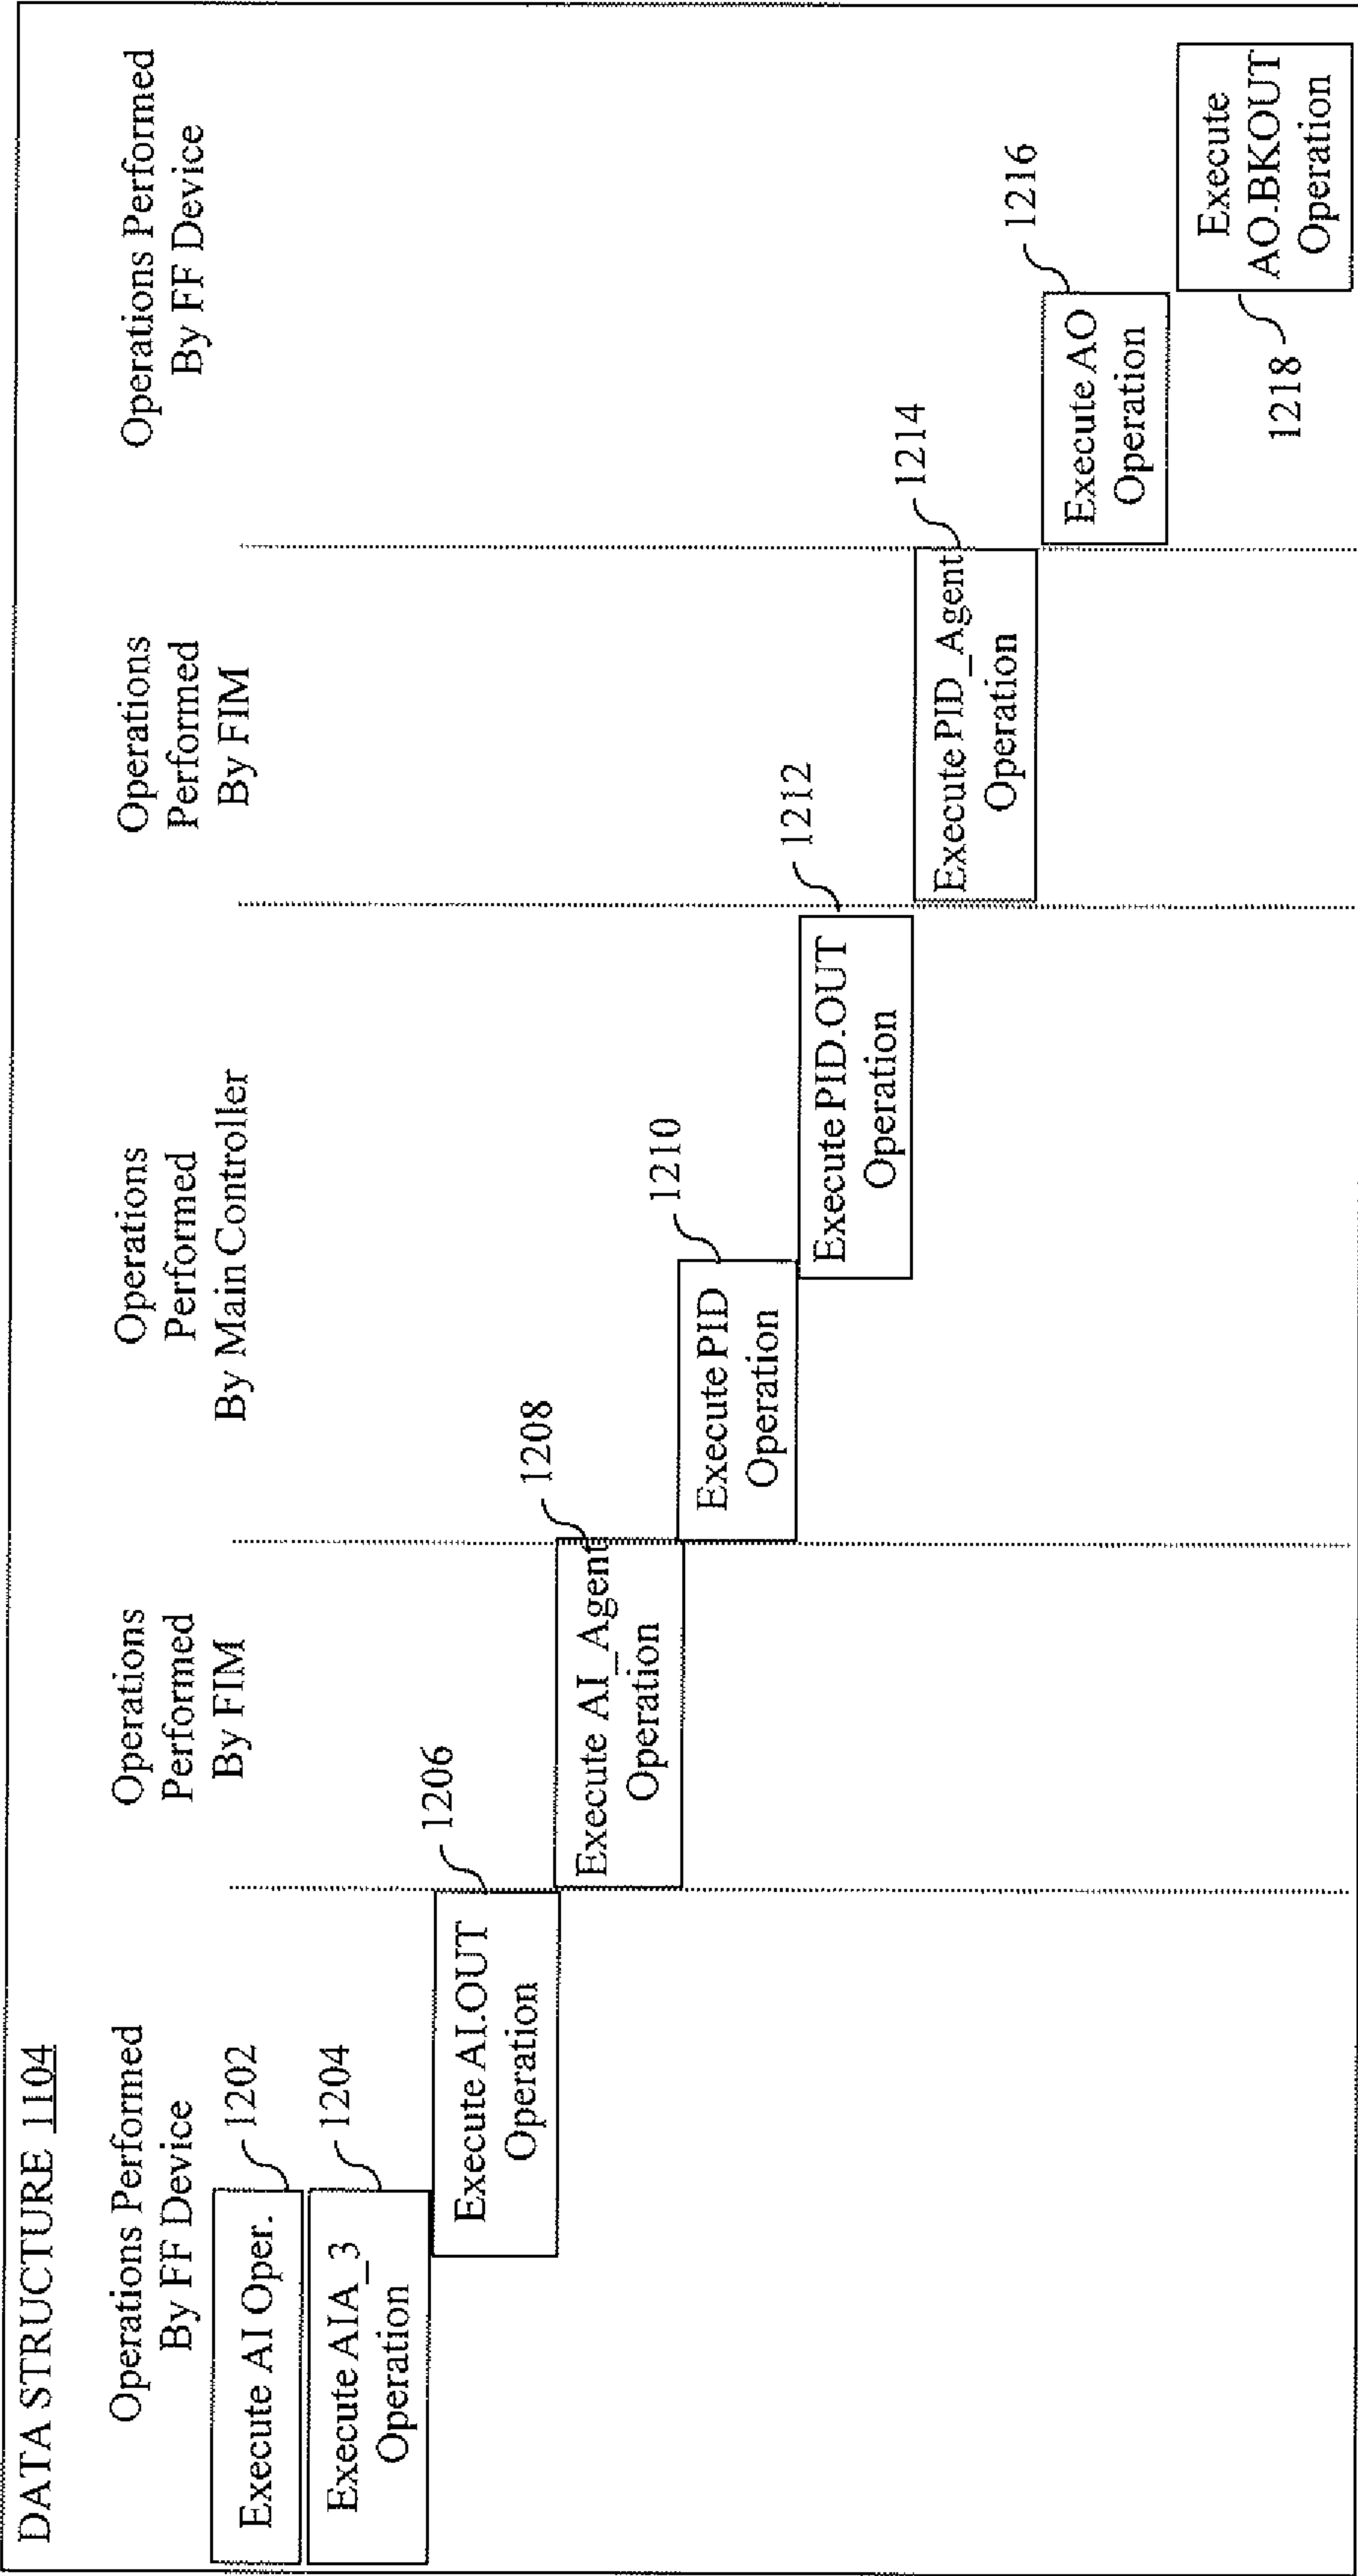 DATA STRUCTURE 1104
Operations Performed
By FF Device
Operations
Performed
By FIM
Operations
Performed
By Main Controller
Operations
Performed
By FIM
Operations Performed
By FF Device
Execute AI Oper.
1202
Execute AIA_3
Operation
1204
Execute AI.OUT
Operation
1206
Execute AI_Agent
Operation
1208
Execute PID
Operation
1210
Execute PID.OUT
Operation
1212
Execute PID_Agent
Operation
1214
Execute AO
Operation
1216
Execute
AO.BKOUT
Operation
1218